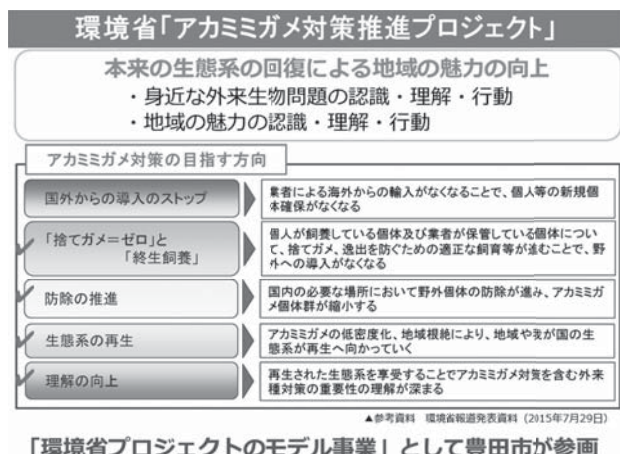 環境省「アカミミガメ対策推進プロジェクト」
本来の生態系の回復による地域の魅力の向上
・身近な外来生物問題の認識・理解・行動
・地域の魅力の認識・理解・行動
アカミミガメ対策の目指す方向
国外からの導入のストップ
業者による海外からの輸入がなくなることで、個人等の新規個
体確保がなくなる
「捨てガメ=ゼロ」と
「終生飼養」
個人が飼養している個体及び業者が保管している個体につい
て、捨てガメ、逸出を防ぐための適正な飼育等が進むことで、野
外への導入がなくなる
防除の推進
国内の必要な場所において野外個体の防除が進み、アカミミガ
メ個体群が縮小する
生態系の再生
アカミミガメの低密度化、地域根絶により、地域や我が国の生
態系が再生へ向かっていく
理解の向上
再生された生態系を享受することでアカミミガメ対策を含む外来
種対策の重要性の理解が深まる
▲参考資料 環境省報道発表資料(2015年7月29日)
「環境省プロジェクトのモデル事業」として豊田市が参画